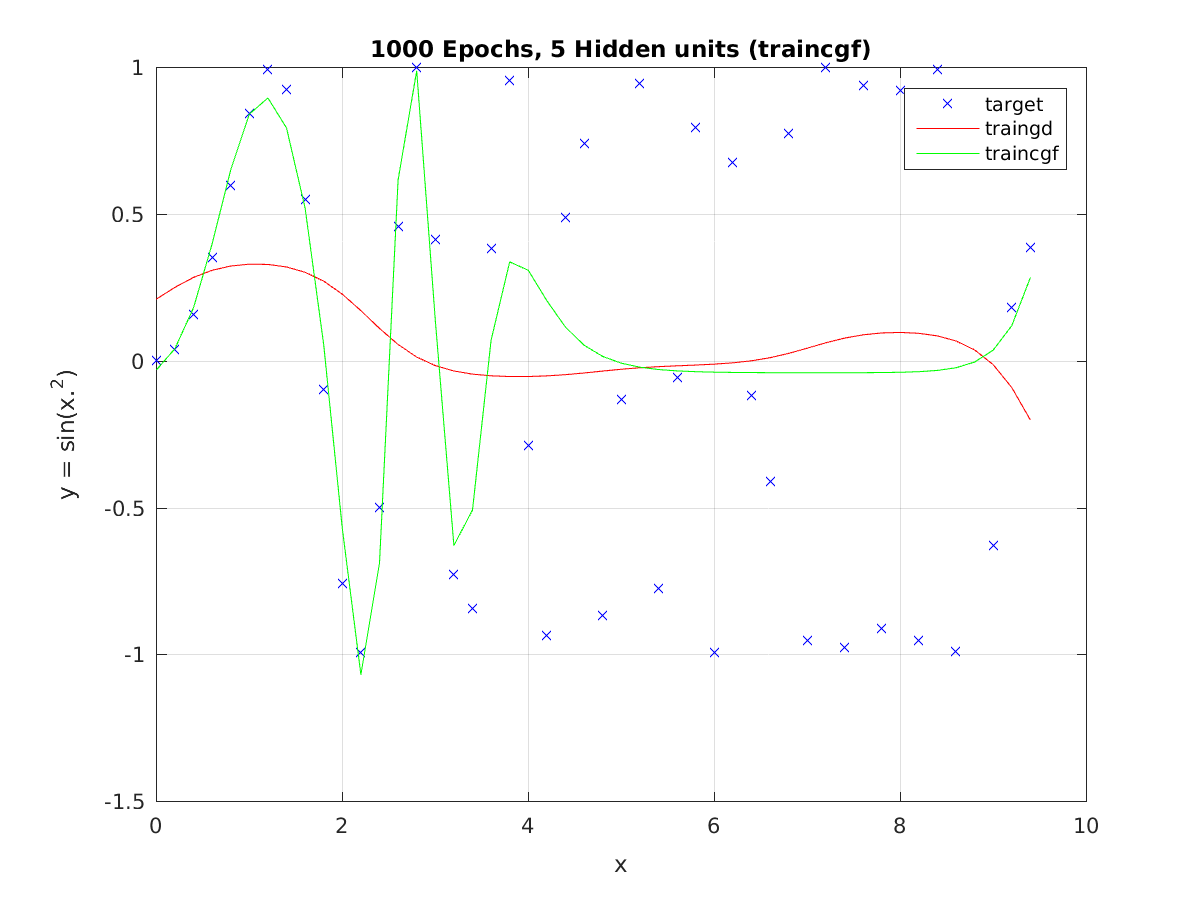 1000 Epochs, 5 Hidden units (traincgf)
target
traingd
traincgf
1
0.5
0
-0.5
-1
-1.5
y = sin(x.²)
0 2 4 6 8 10
x